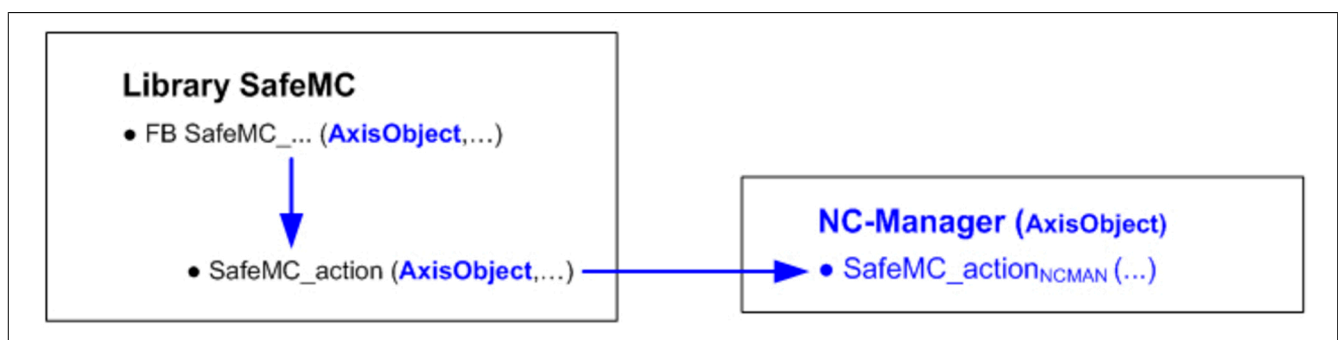 Library SafeMC
● FB SafeMC_... (AxisObject,...)
● SafeMC_action (AxisObject,...)
NC-Manager (AxisObject)
● SafeMC_actionNCMAN (...)